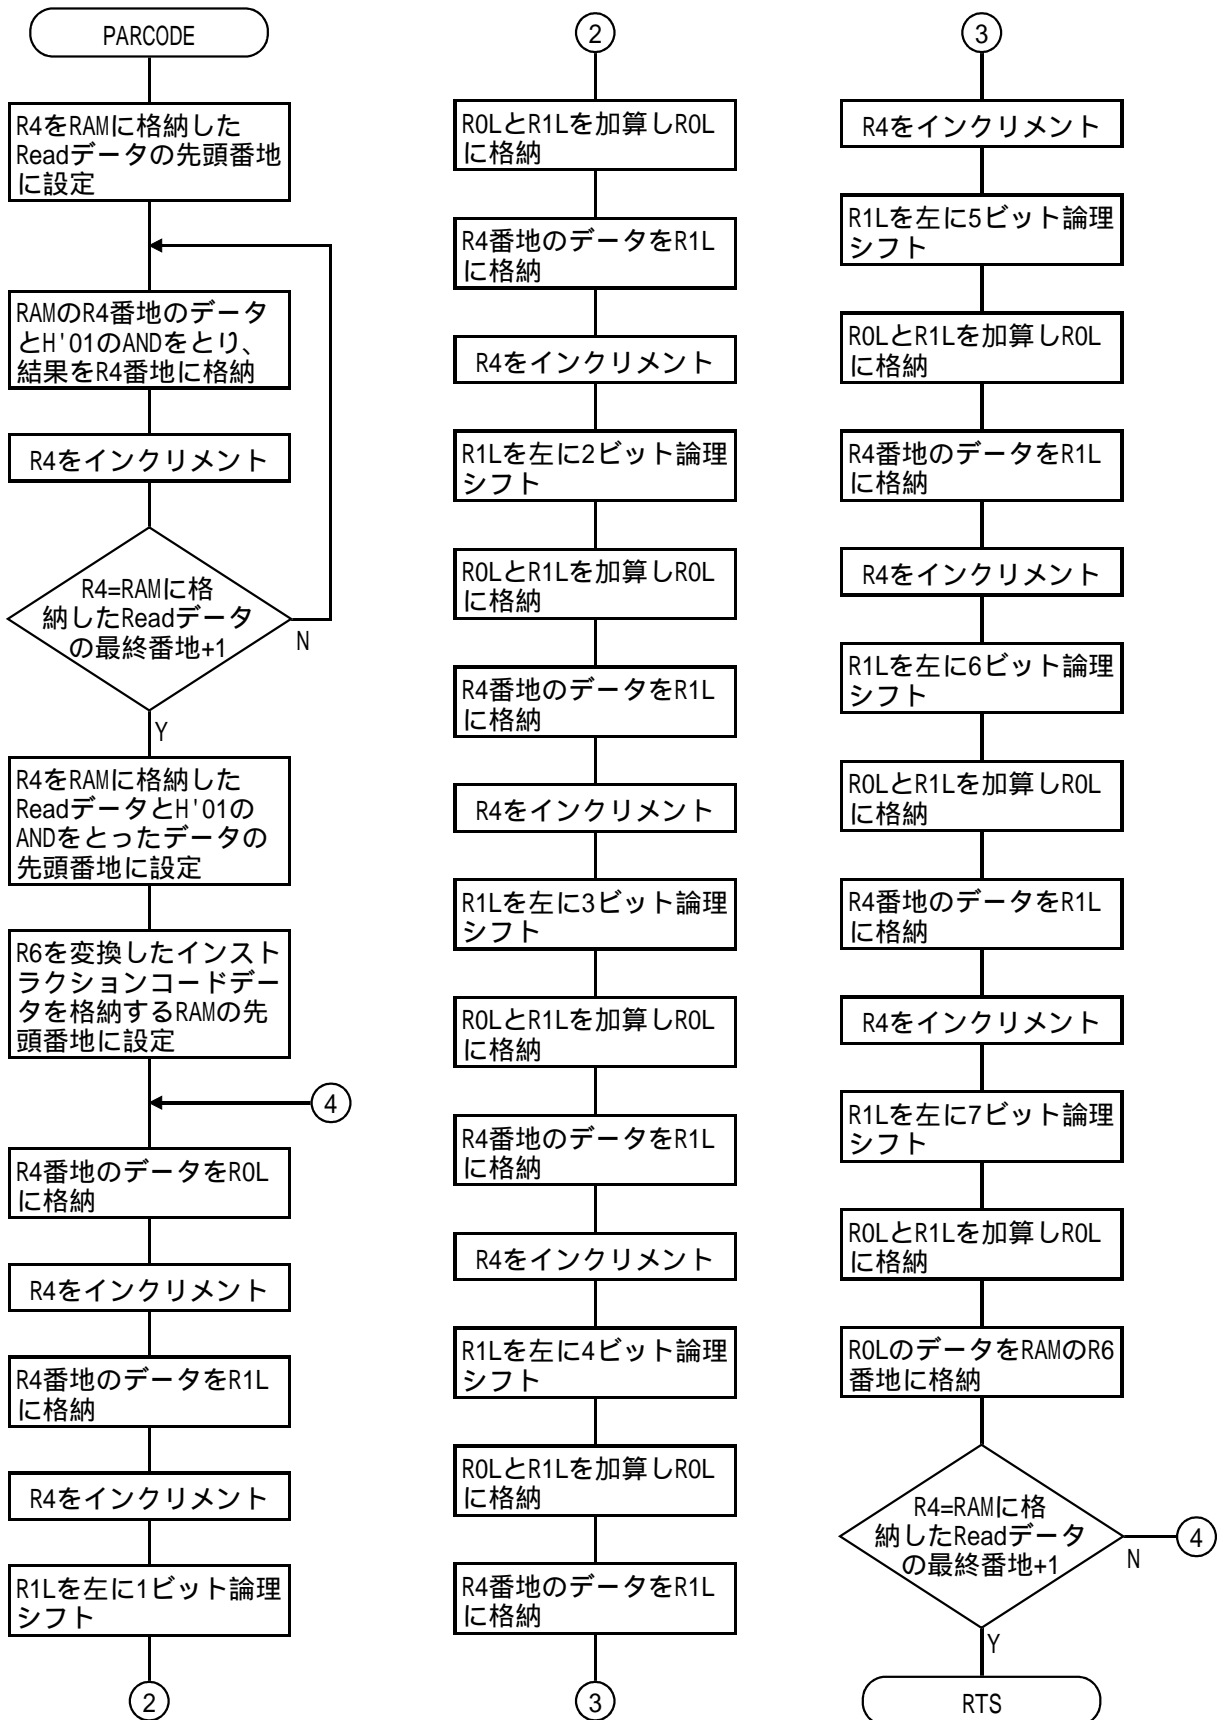 PARCODE
R4をRAMに格納した
Readデータの先頭番地
に設定
RAMのR4番地のデータ
とH'01のANDをとり、
結果をR4番地に格納
R4をインクリメント
R4=RAMに格
納したReadデータ
の最終番地+1
N
Y
R4をRAMに格納した
ReadデータとH'01の
ANDをとったデータの
先頭番地に設定
R6を変換したインスト
ラクションコードデー
タを格納するRAMの先
頭番地に設定
4
R4番地のデータをR0L
に格納
R4をインクリメント
R4番地のデータをR1L
に格納
R4をインクリメント
R1Lを左に1ビット論理
シフト
2
2
R0LとR1Lを加算しR0L
に格納
R4番地のデータをR1L
に格納
R4をインクリメント
R1Lを左に2ビット論理
シフト
R0LとR1Lを加算しR0L
に格納
R4番地のデータをR1L
に格納
R4をインクリメント
R1Lを左に3ビット論理
シフト
R0LとR1Lを加算しR0L
に格納
R4番地のデータをR1L
に格納
R4をインクリメント
R1Lを左に4ビット論理
シフト
R0LとR1Lを加算しR0L
に格納
R4番地のデータをR1L
に格納
3
3
R4をインクリメント
R1Lを左に5ビット論理
シフト
R0LとR1Lを加算しR0L
に格納
R4番地のデータをR1L
に格納
R4をインクリメント
R1Lを左に6ビット論理
シフト
R0LとR1Lを加算しR0L
に格納
R4番地のデータをR1L
に格納
R4をインクリメント
R1Lを左に7ビット論理
シフト
R0LとR1Lを加算しR0L
に格納
R0LのデータをRAMのR6
番地に格納
R4=RAMに格
納したReadデータ
の最終番地+1
N
4
Y
RTS